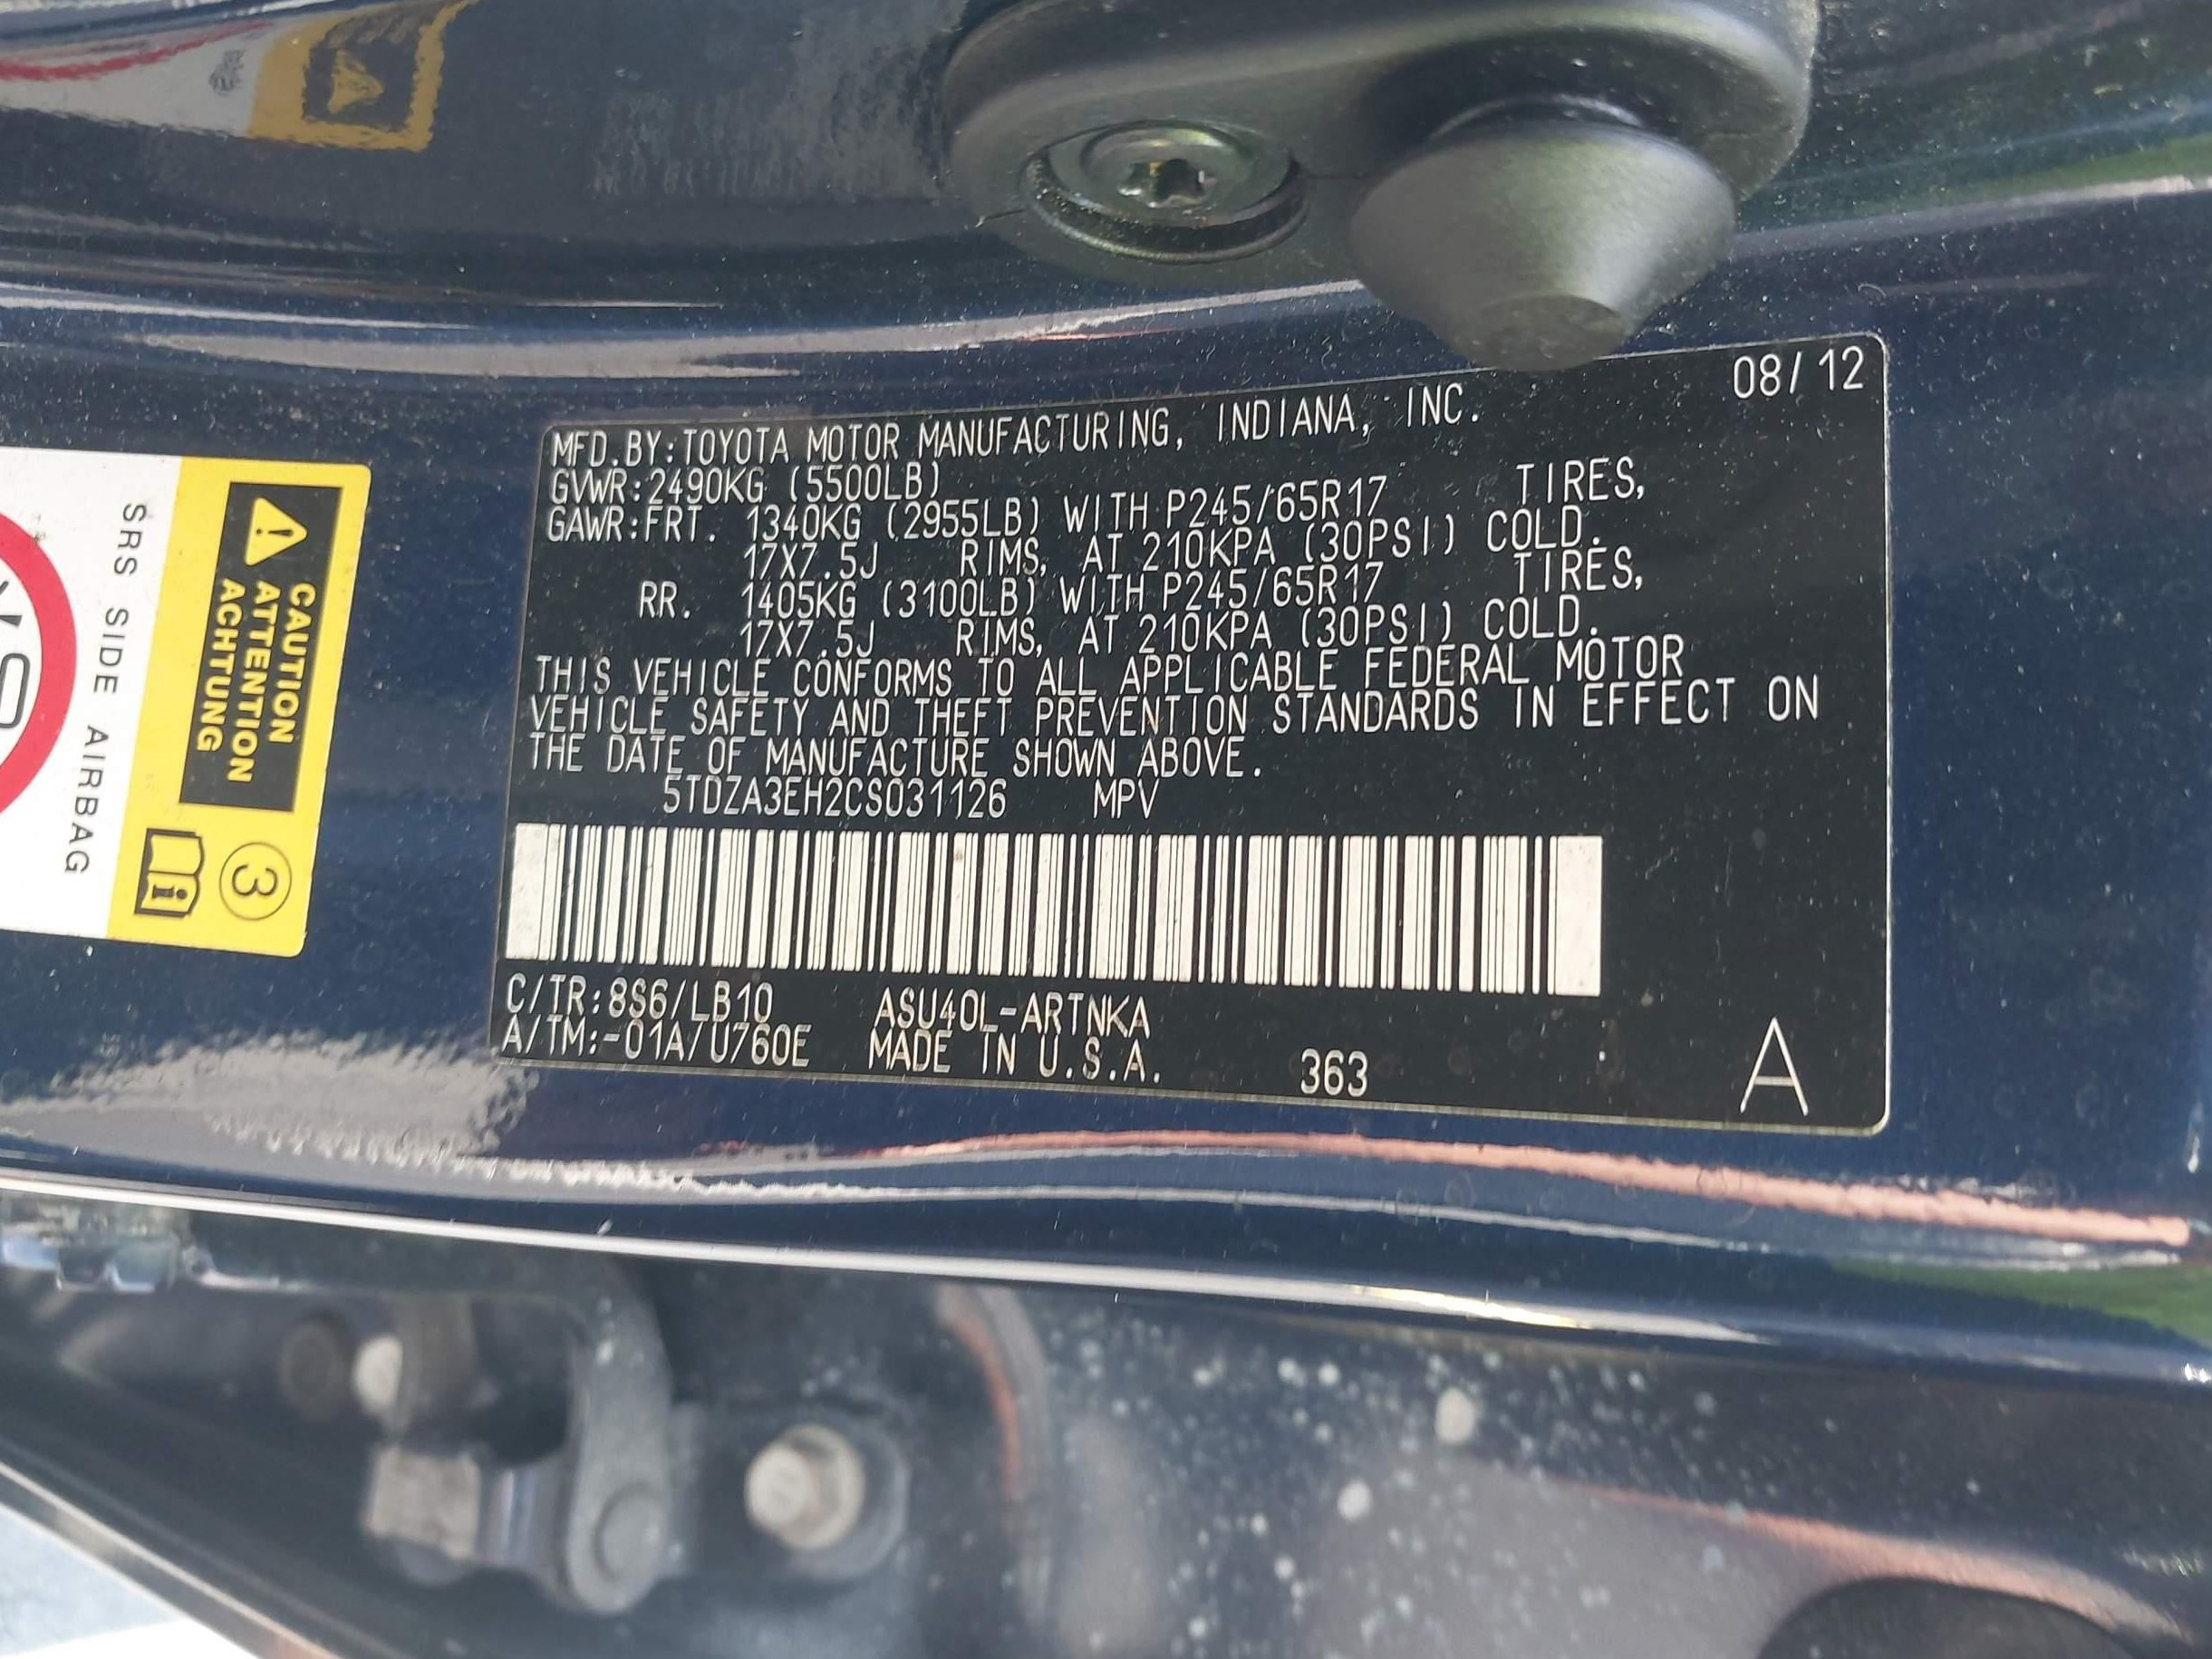 08/12
MFD.BY:TOYOTA MOTOR MANUFACTURING, INDIANA, INC.
GVWR:2490KG (5500LB)
GAWR:FRT. 1340KG (2955LB) WITH P245/65R17 TIRES,
17X7.5J RIMS, AT 210KPA (30PSI) COLD.
RR. 1405KG (3100LB) WITH P245/65R17 TIRES,
17X7.5J RIMS, AT 210KPA (30PSI) COLD.
THIS VEHICLE CONFORMS TO ALL APPLICABLE FEDERAL MOTOR
VEHICLE SAFETY AND THEFT PREVENTION STANDARDS IN EFFECT ON
THE DATE OF MANUFACTURE SHOWN ABOVE.
5TDZA3EH2CS031126 MPV
C/TR:8S6/LB10 ASU40L-ARTNKA
A/TM:-01A/U760E MADE IN U.S.A. 363 A
CAUTION
ATTENTION
ACHTUNG
3
i
SRS SIDE AIRBAG